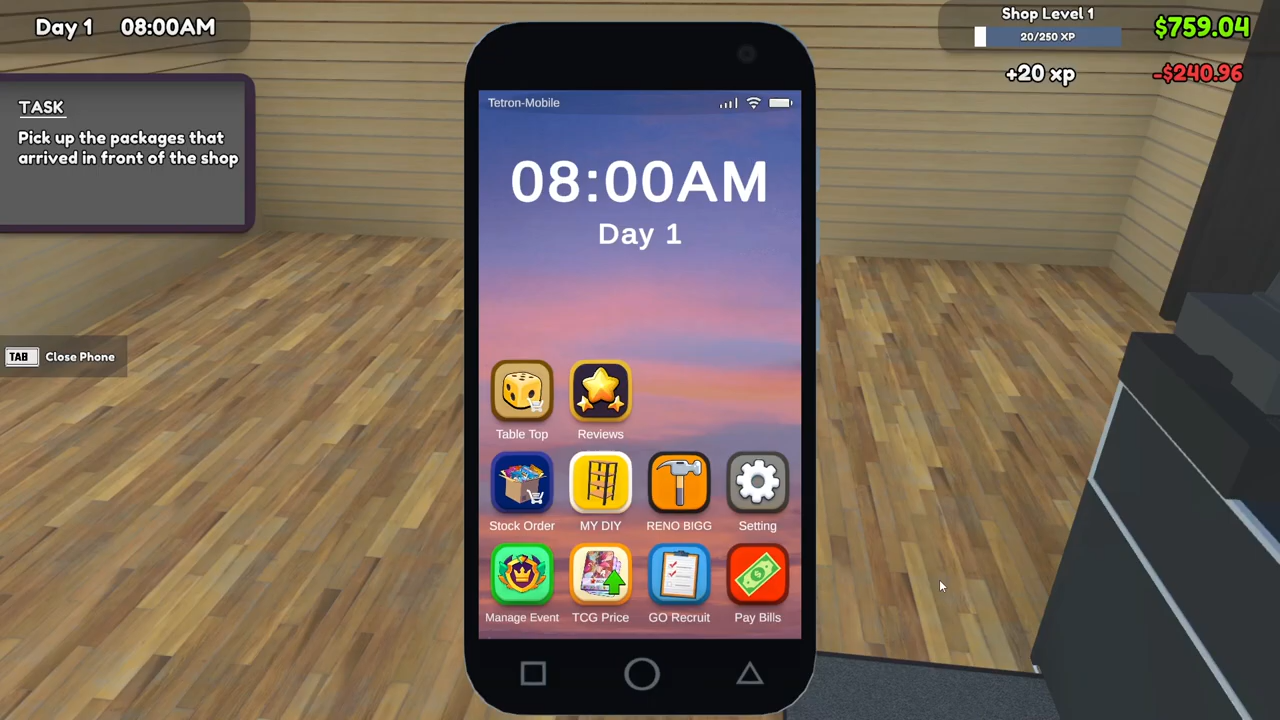 Day 1 08:00AM
Shop Level 1
20/250 XP
$759.04
+20 xp
-$240.96
TASK
Pick up the packages that
arrived in front of the shop
TAB Close Phone
Tetron-Mobile
08:00AM
Day 1
Table Top
Reviews
Stock Order
MY DIY
RENO BIGG
Setting
Manage Event
TCG Price
GO Recruit
Pay Bills